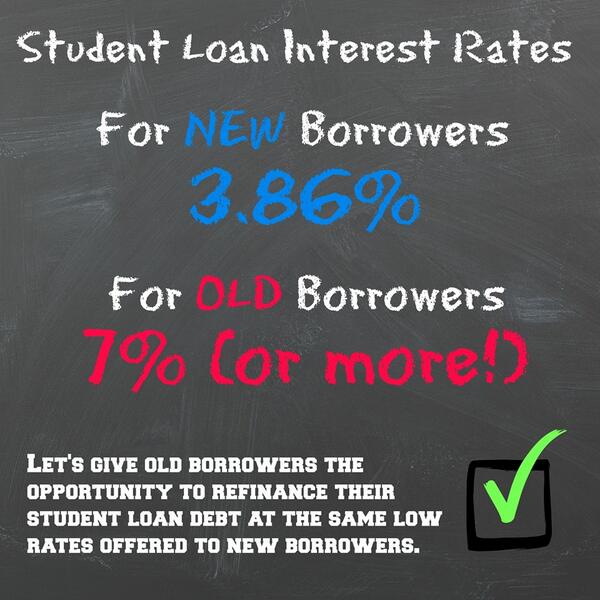 Student Loan Interest Rates
For NEW Borrowers
3.86%
For OLD Borrowers
7% (or more!)
Let's give old borrowers the
opportunity to refinance their
student loan debt at the same low
rates offered to new borrowers.